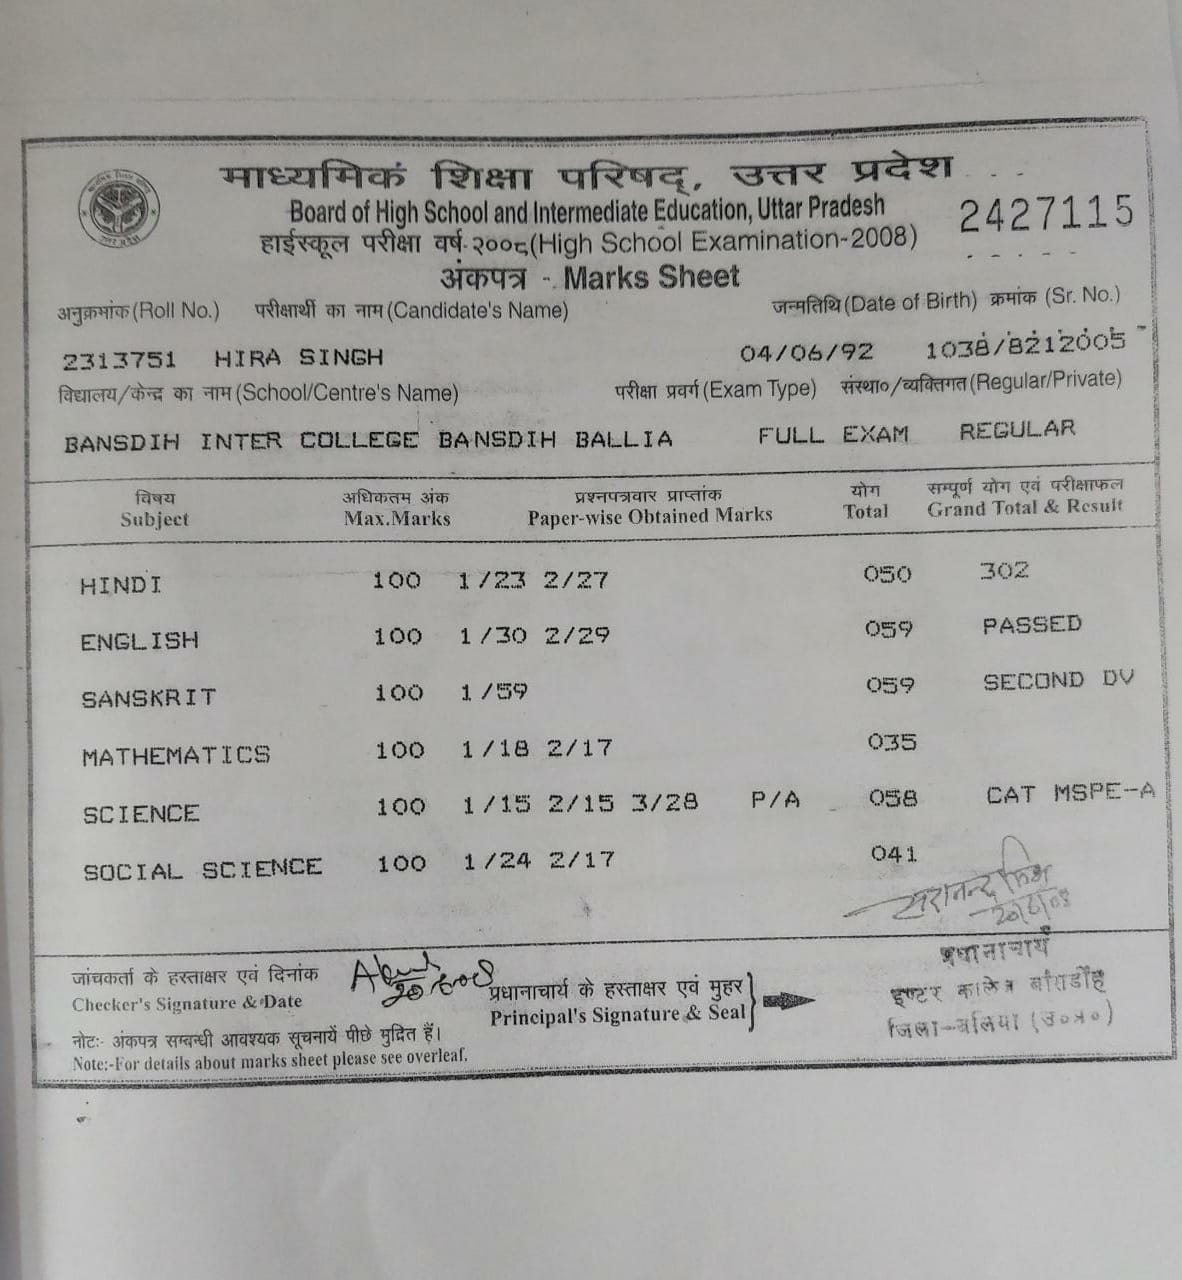 माध्यमिक शिक्षा परिषद्, उत्तर प्रदेश
Board of High School and Intermediate Education, Uttar Pradesh
2427115
हाईस्कूल परीक्षा वर्ष-२००८(High School Examination-2008)
अंकपत्र - Marks Sheet
अनुक्रमांक(Roll No.) परीक्षार्थी का नाम(Candidate's Name) जन्मतिथि(Date of Birth) क्रमांक (Sr. No.)
2313751 HIRA SINGH 04/06/92 1038/8212005
विद्यालय/केन्द्र का नाम(School/Centre's Name) परीक्षा प्रवर्ग(Exam Type) संस्था०/व्यक्तिगत(Regular/Private)
BANSDIH INTER COLLEGE BANSDIH BALLIA FULL EXAM REGULAR
विषय अधिकतम अंक प्रश्नपत्रवार प्राप्तांक योग सम्पूर्ण योग एवं परीक्षाफल
Subject Max.Marks Paper-wise Obtained Marks Total Grand Total & Result
HINDI 100 1/23 2/27 050 302
ENGLISH 100 1/30 2/29 059 PASSED
SANSKRIT 100 1/59 059 SECOND DV
MATHEMATICS 100 1/18 2/17 035
SCIENCE 100 1/15 2/15 3/28 P/A 058 CAT MSPE-A
SOCIAL SCIENCE 100 1/24 2/17 041
जांचकर्ता के हस्ताक्षर एवं दिनांक
Checker's Signature & Date
प्रधानाचार्य के हस्ताक्षर एवं मुहर
Principal's Signature & Seal
प्रधानाचार्य
इण्टर कालेज बांसडीह
जिला-बलिया (उ०प्र०)
नोटः- अंकपत्र सम्बन्धी आवश्यक सूचनायें पीछे मुद्रित हैं।
Note:-For details about marks sheet please see overleaf.